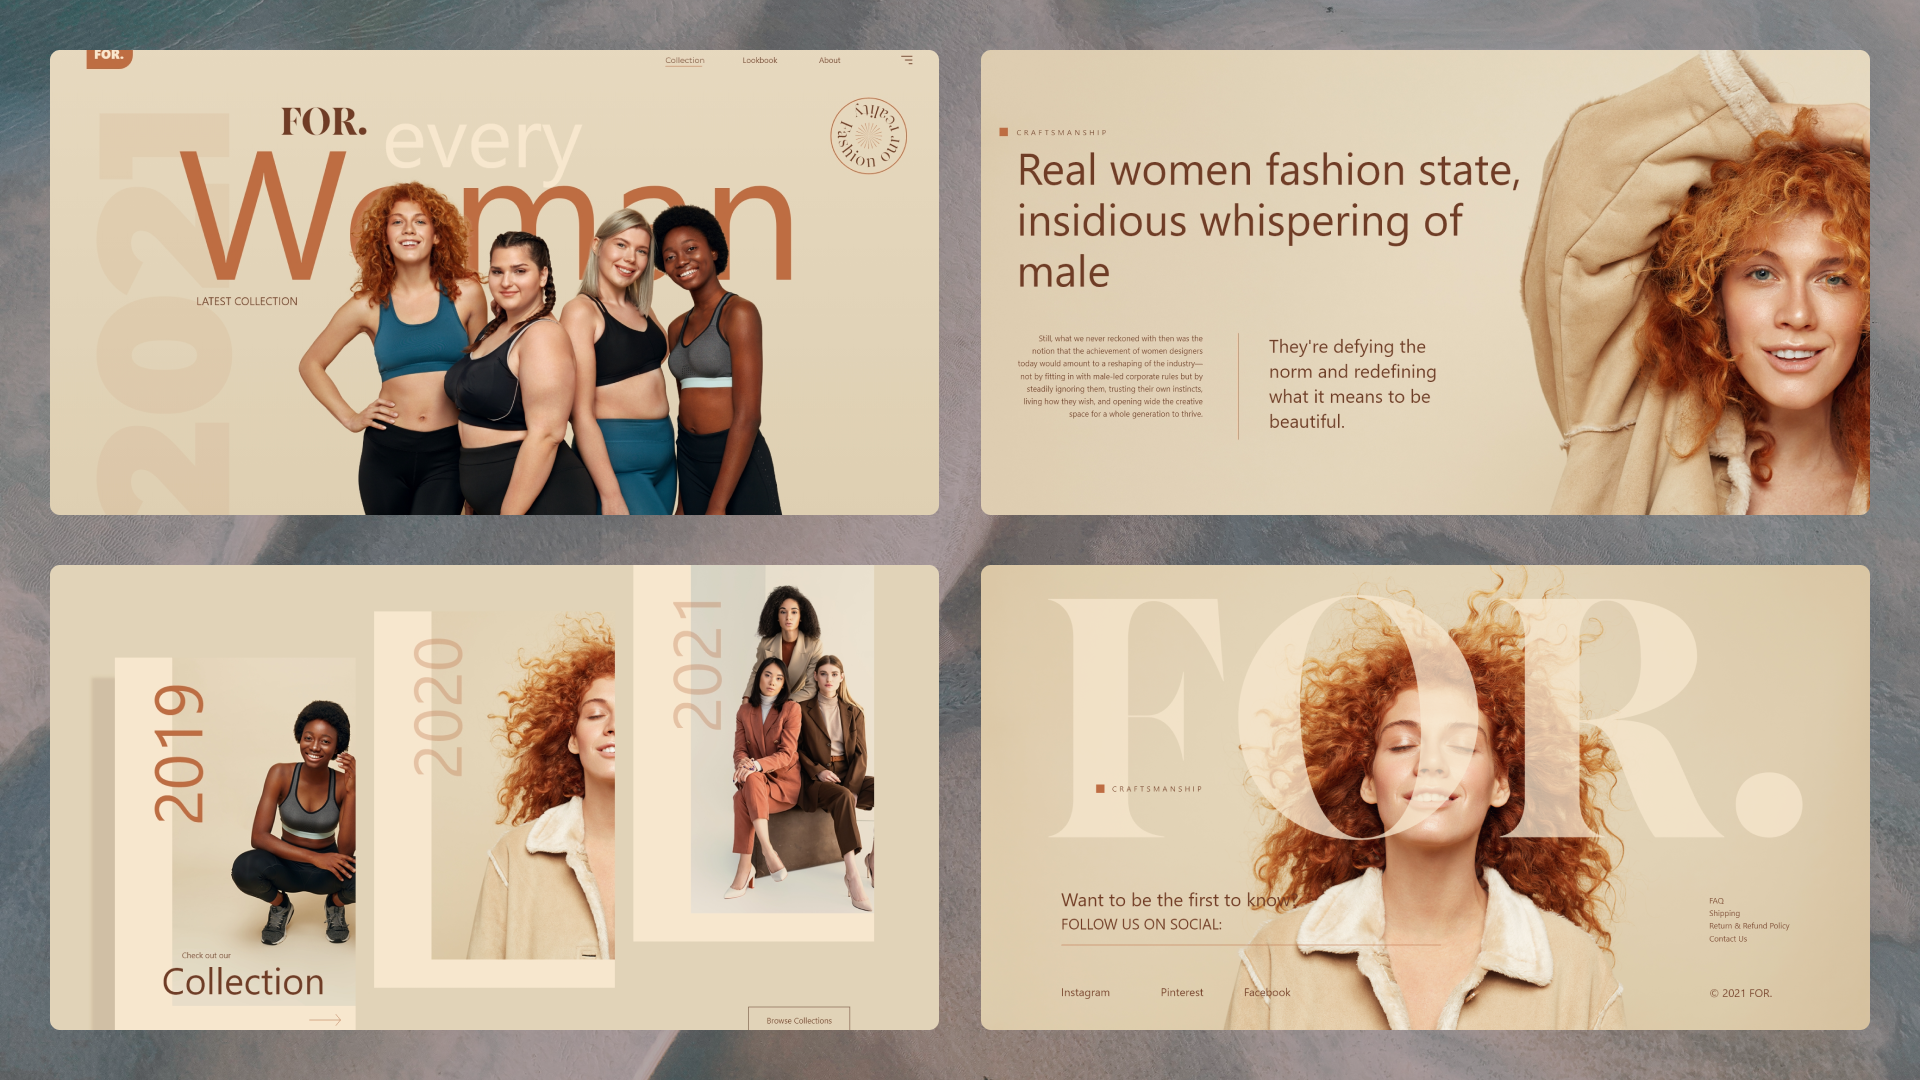 FOR.
Collection
Lookbook
About
2021
FOR.
every
Woman
Fashion our reality
LATEST COLLECTION
CRAFTSMANSHIP
Real women fashion state,
insidious whispering of
male
Still, what we never reckoned with then was the
notion that the achievement of women designers
today would amount to a reshaping of the industry—
not by fitting in with male-led corporate rules but by
steadily ignoring them, trusting their own instincts,
living how they wish, and opening wide the creative
space for a whole generation to thrive.
They're defying the
norm and redefining
what it means to be
beautiful.
2019
Check out our
Collection
2020
2021
Browse Collections
FOR.
CRAFTSMANSHIP
Want to be the first to know?
FOLLOW US ON SOCIAL:
Instagram
Pinterest
Facebook
FAQ
Shipping
Return & Refund Policy
Contact Us
© 2021 FOR.